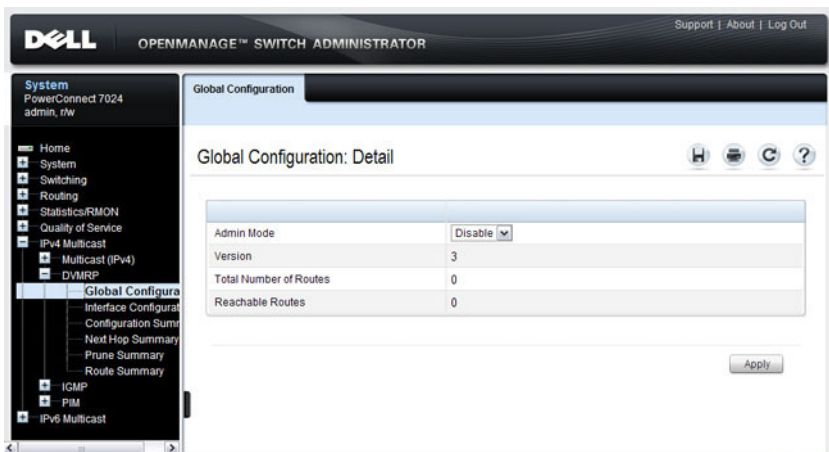 Support | About | Log Out
DELL
OPENMANAGE™ SWITCH ADMINISTRATOR
System
PowerConnect 7024
admin, r/w
Global Configuration
Home
System
Switching
Routing
Statistics/RMON
Quality of Service
IPv4 Multicast
Multicast (IPv4)
DVMRP
Global Configura
Interface Configurat
Configuration Summ
Next Hop Summary
Prune Summary
Route Summary
IGMP
PIM
IPv6 Multicast
Global Configuration: Detail
Admin Mode Disable
Version 3
Total Number of Routes 0
Reachable Routes 0
Apply